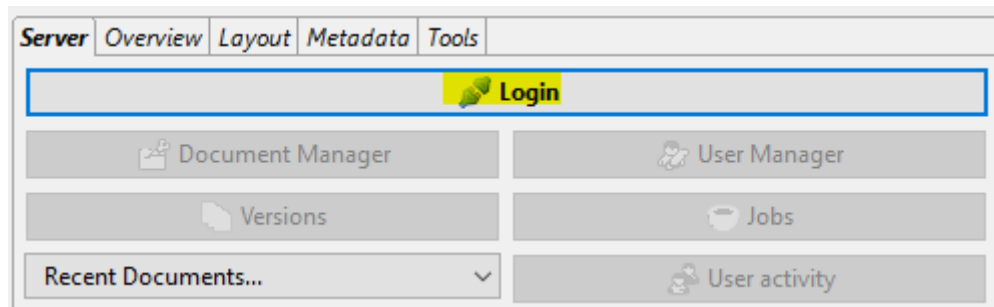 Server Overview Layout Metadata Tools
Login
Document Manager User Manager
Versions Jobs
Recent Documents... User activity